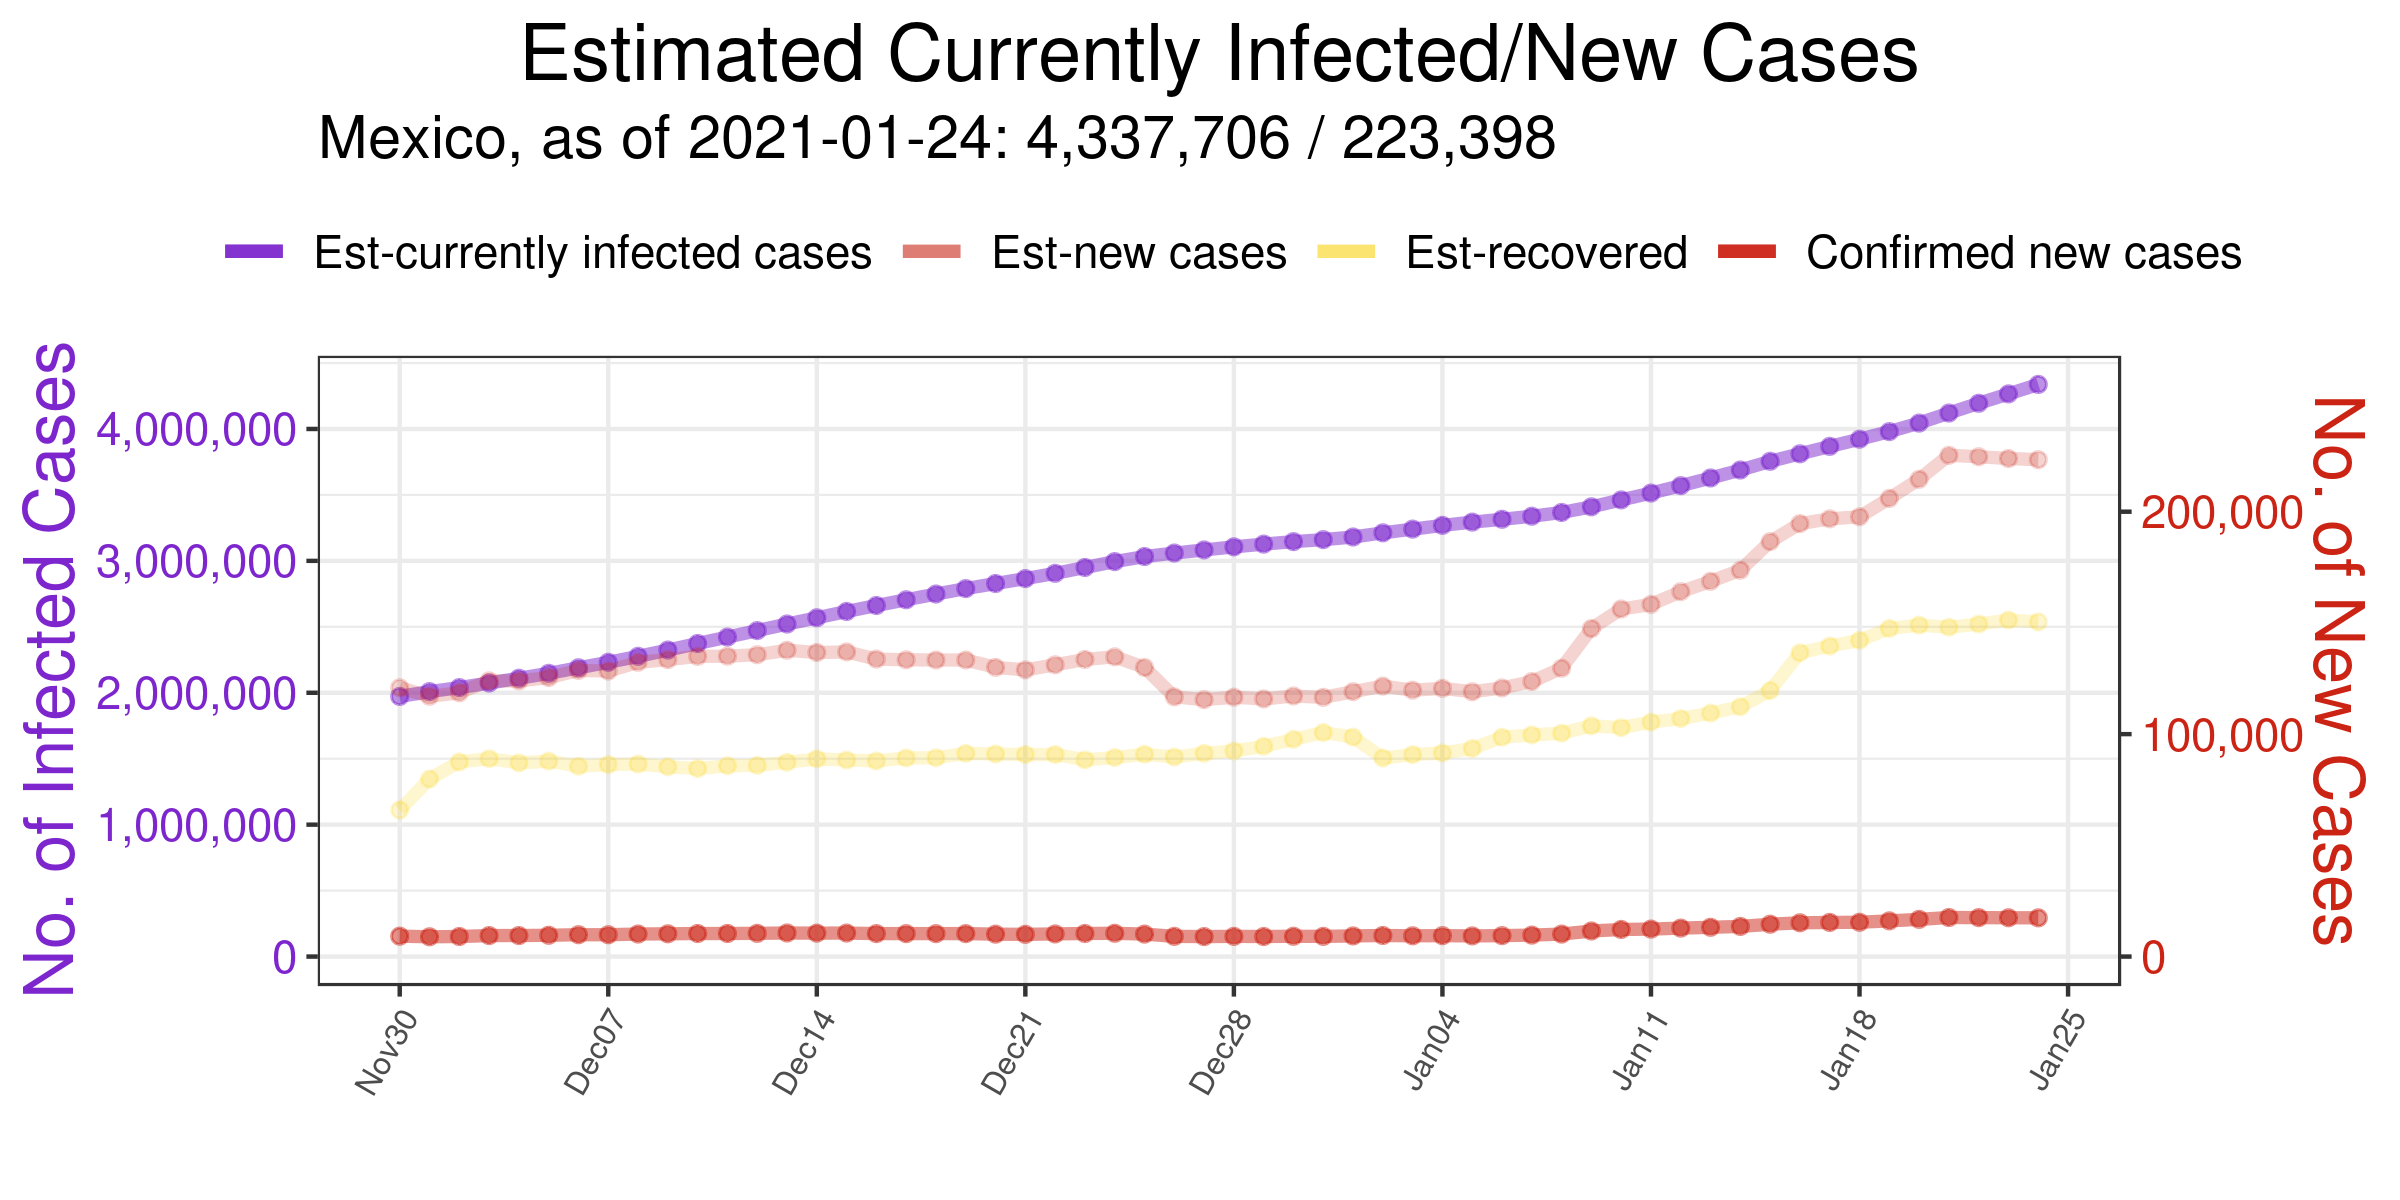 Estimated Currently Infected/New Cases
Mexico, as of 2021-01-24: 4,337,706 / 223,398
Est-currently infected cases Est-new cases Est-recovered Confirmed new cases
No. of Infected Cases
4,000,000
3,000,000
2,000,000
1,000,000
0
200,000
100,000
0
No. of New Cases
Nov30 Dec07 Dec14 Dec21 Dec28 Jan04 Jan11 Jan18 Jan25